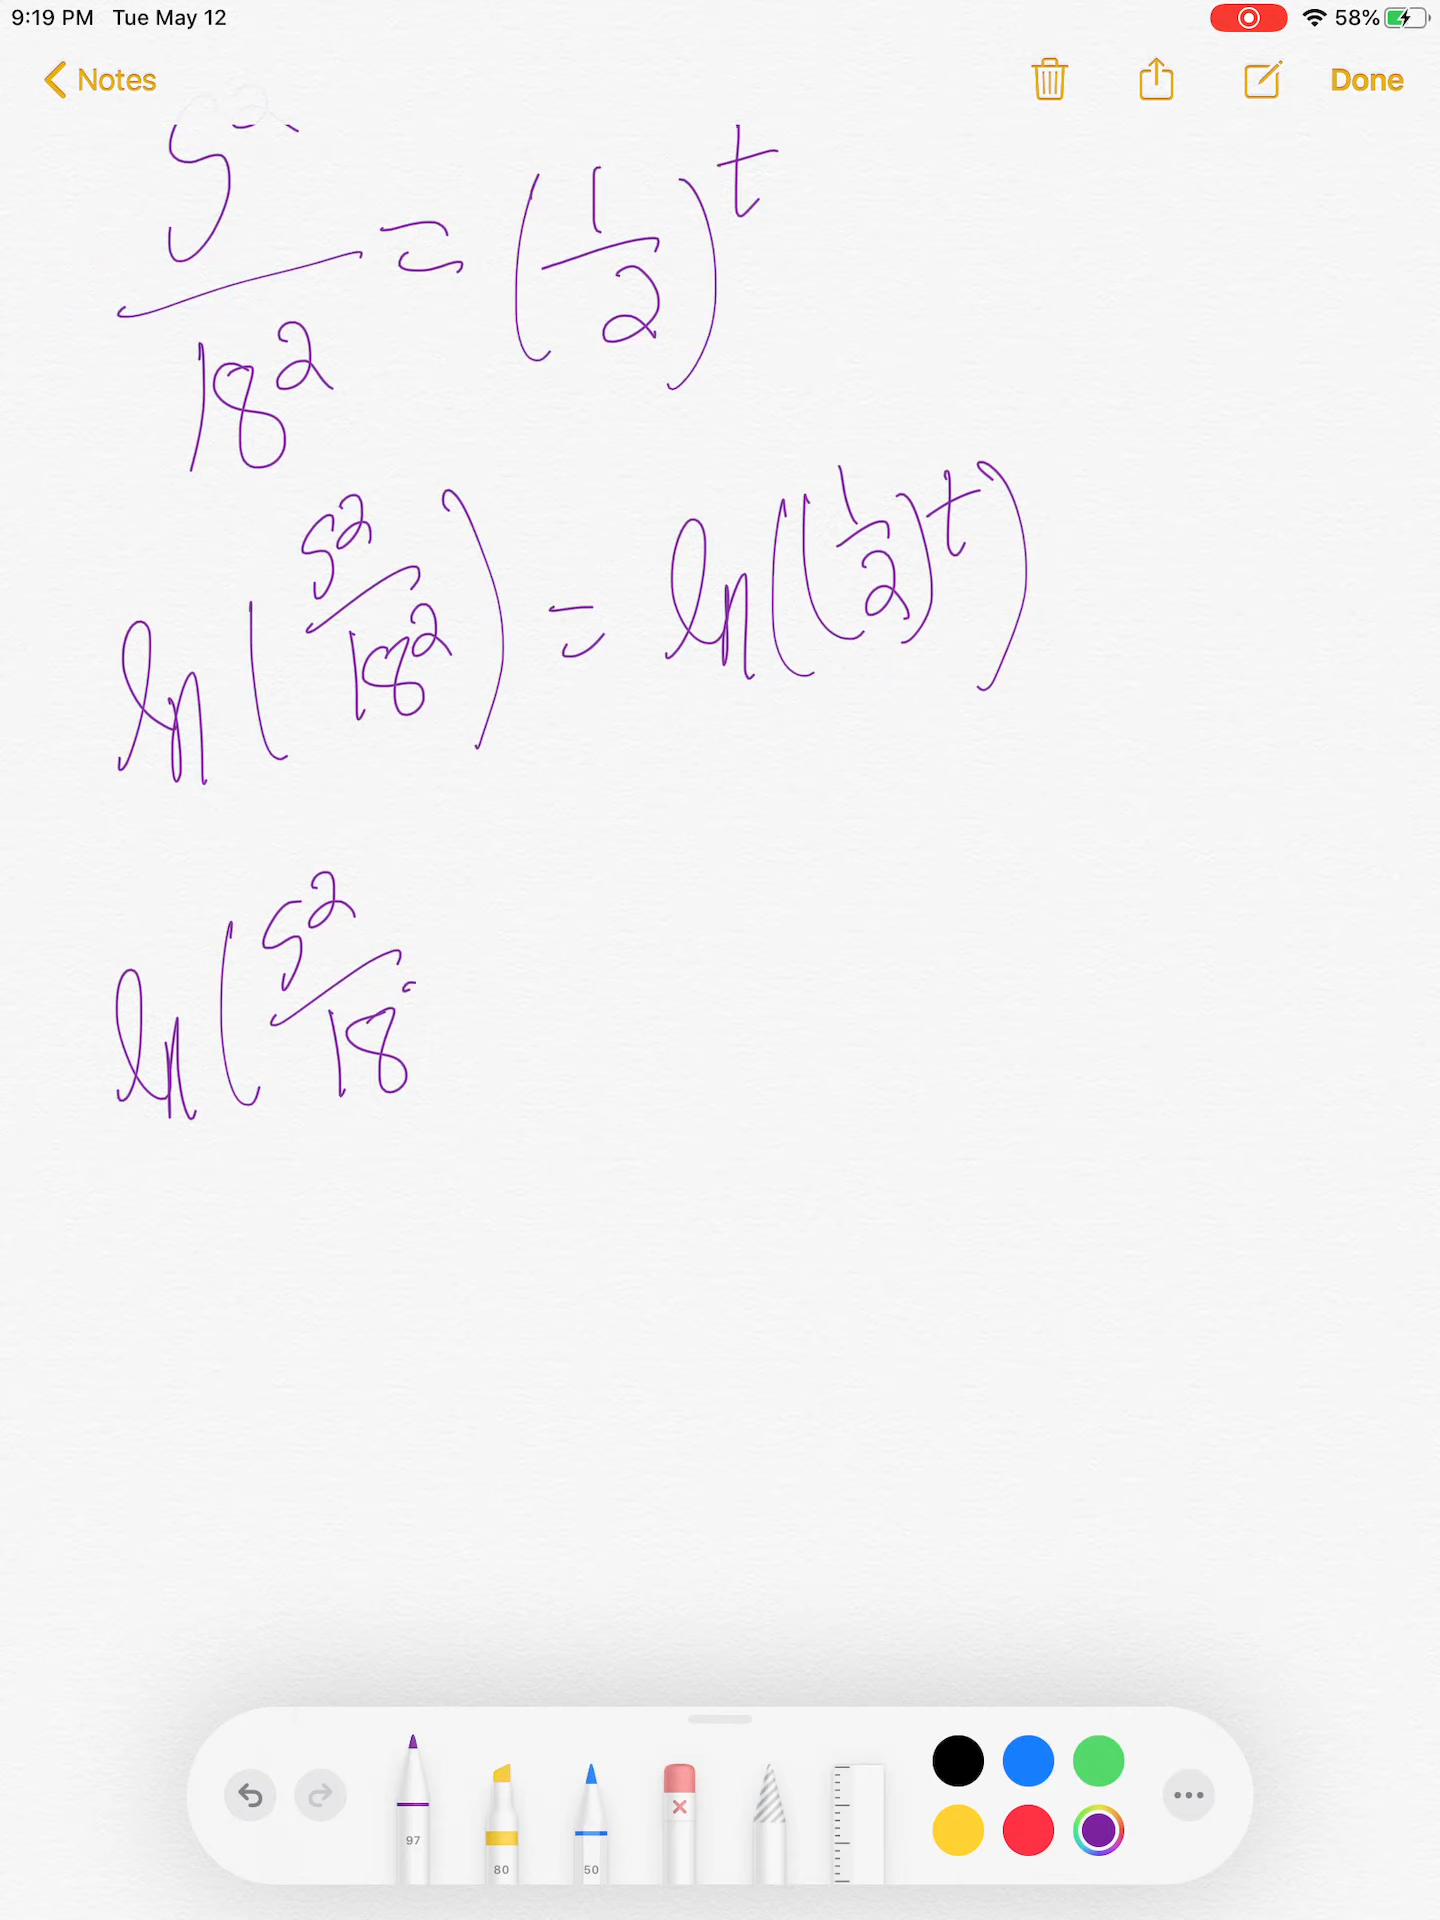 9:19 PM Tue May 12 58%
Notes Done
5²/18² = (1/2)^t
ln(5²/18²) = ln((1/2)^t)
ln(5²/18
97 80 50